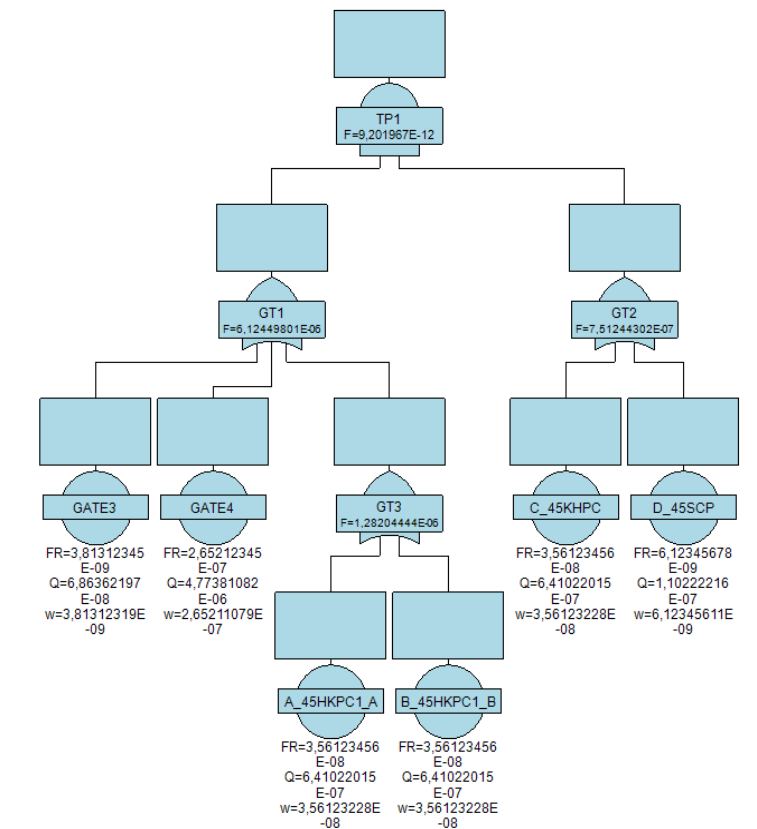 TP1
F=9,201967E-12
GT1
F=6,12449801E-06
GT2
F=7,51244302E-07
GATE3
FR=3,81312345
E-09
Q=6,86362197
E-08
w=3,81312319E
-09
GATE4
FR=2,65212345
E-07
Q=4,77381082
E-06
w=2,65211079E
-07
GT3
F=1,28204444E-06
C_45KHPC
FR=3,56123456
E-08
Q=6,41022015
E-07
w=3,56123228E
-08
D_45SCP
FR=6,12345678
E-09
Q=1,10222216
E-07
w=6,12345611E
-09
A_45HKPC1_A
FR=3,56123456
E-08
Q=6,41022015
E-07
w=3,56123228E
-08
B_45HKPC1_B
FR=3,56123456
E-08
Q=6,41022015
E-07
w=3,56123228E
-08